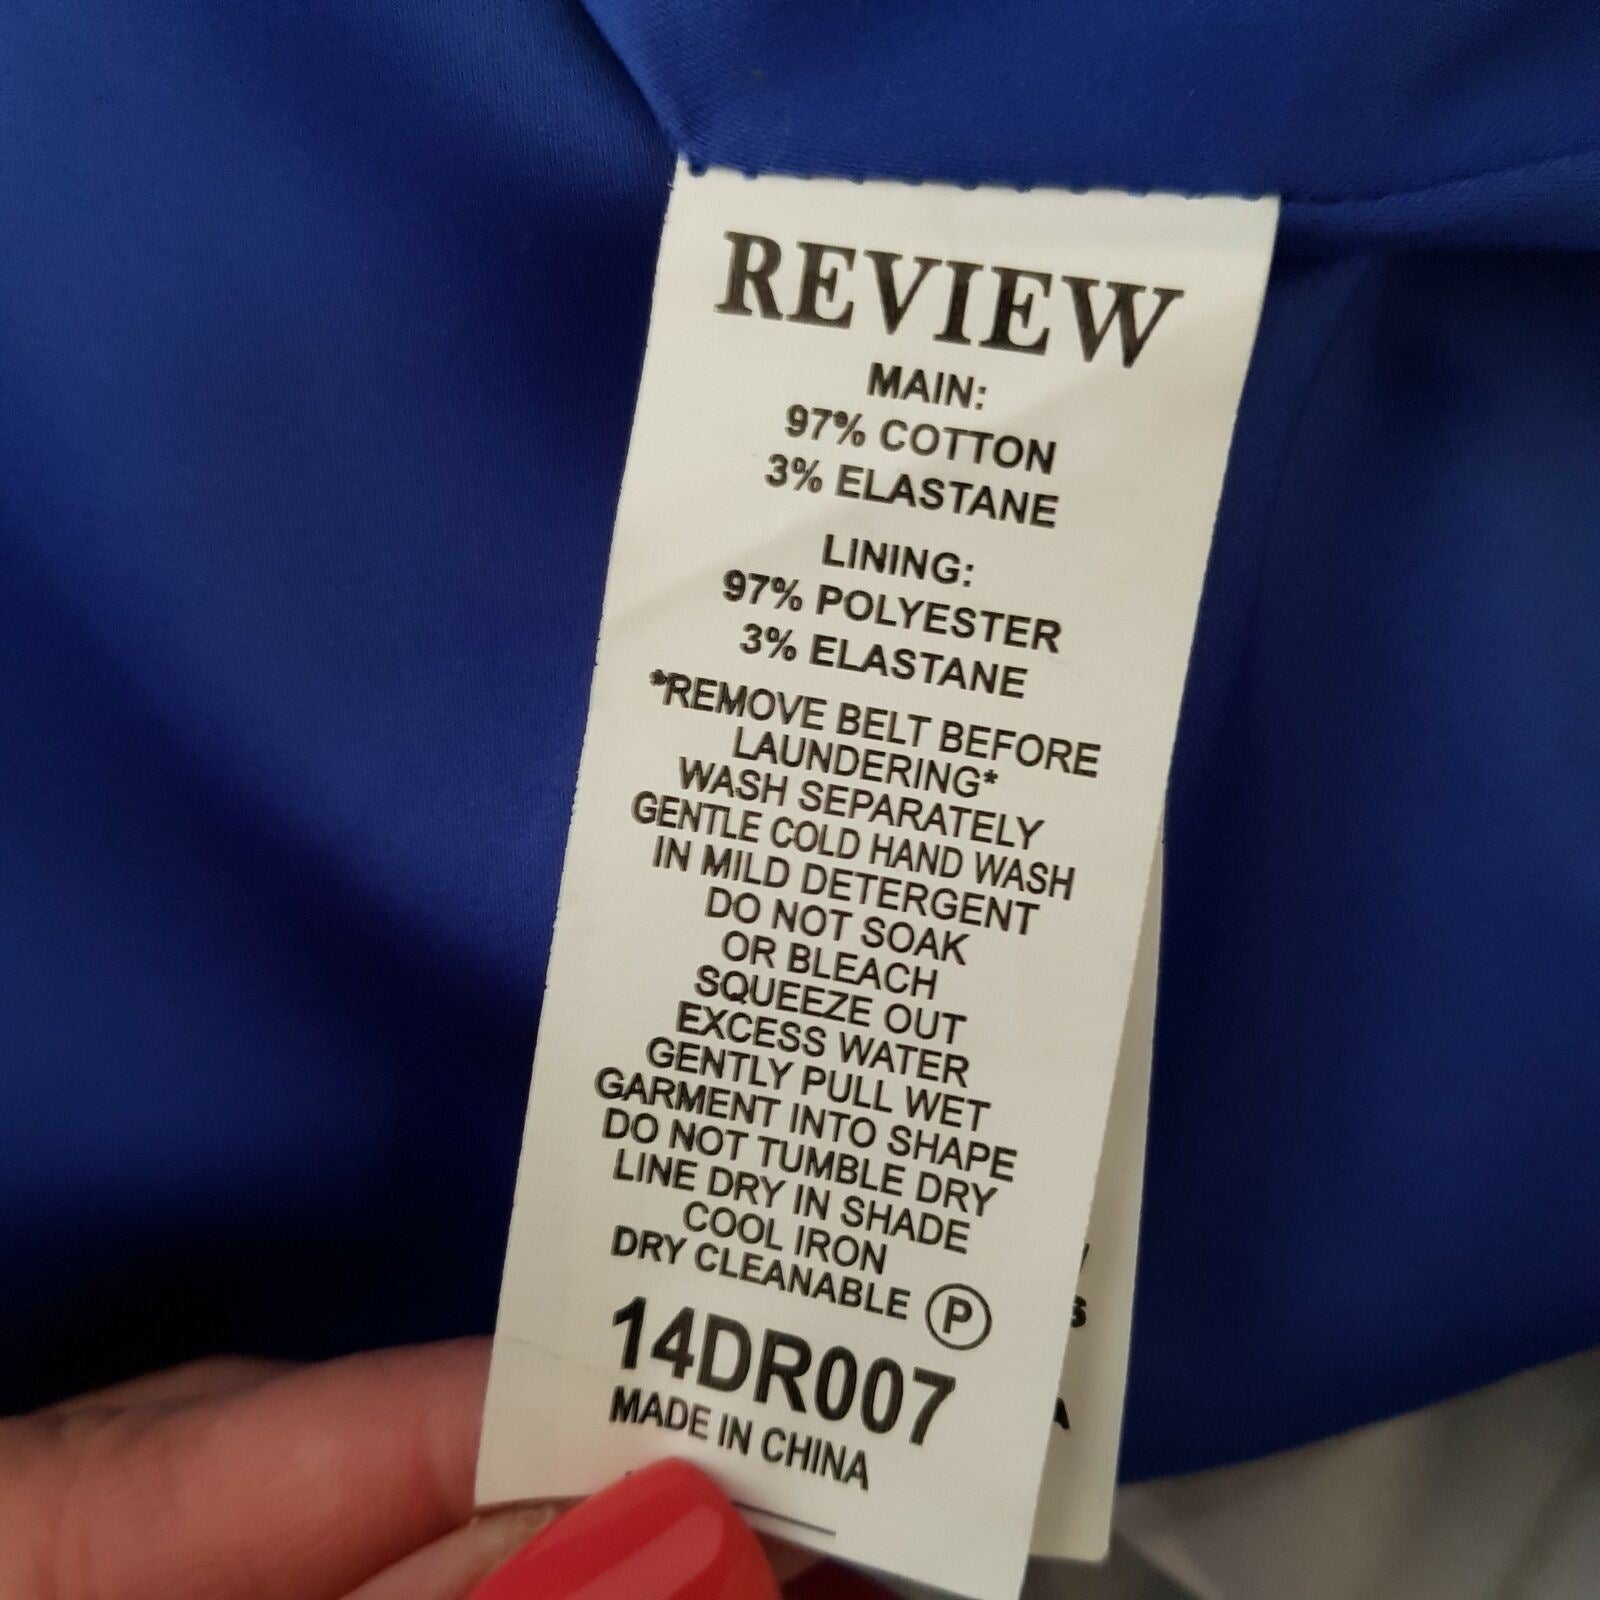 REVIEW
MAIN:
97% COTTON
3% ELASTANE
LINING:
97% POLYESTER
3% ELASTANE
*REMOVE BELT BEFORE
LAUNDERING*
WASH SEPARATELY
GENTLE COLD HAND WASH
IN MILD DETERGENT
DO NOT SOAK
OR BLEACH
SQUEEZE OUT
EXCESS WATER
GENTLY PULL WET
GARMENT INTO SHAPE
DO NOT TUMBLE DRY
LINE DRY IN SHADE
COOL IRON
DRY CLEANABLE P
14DR007
MADE IN CHINA